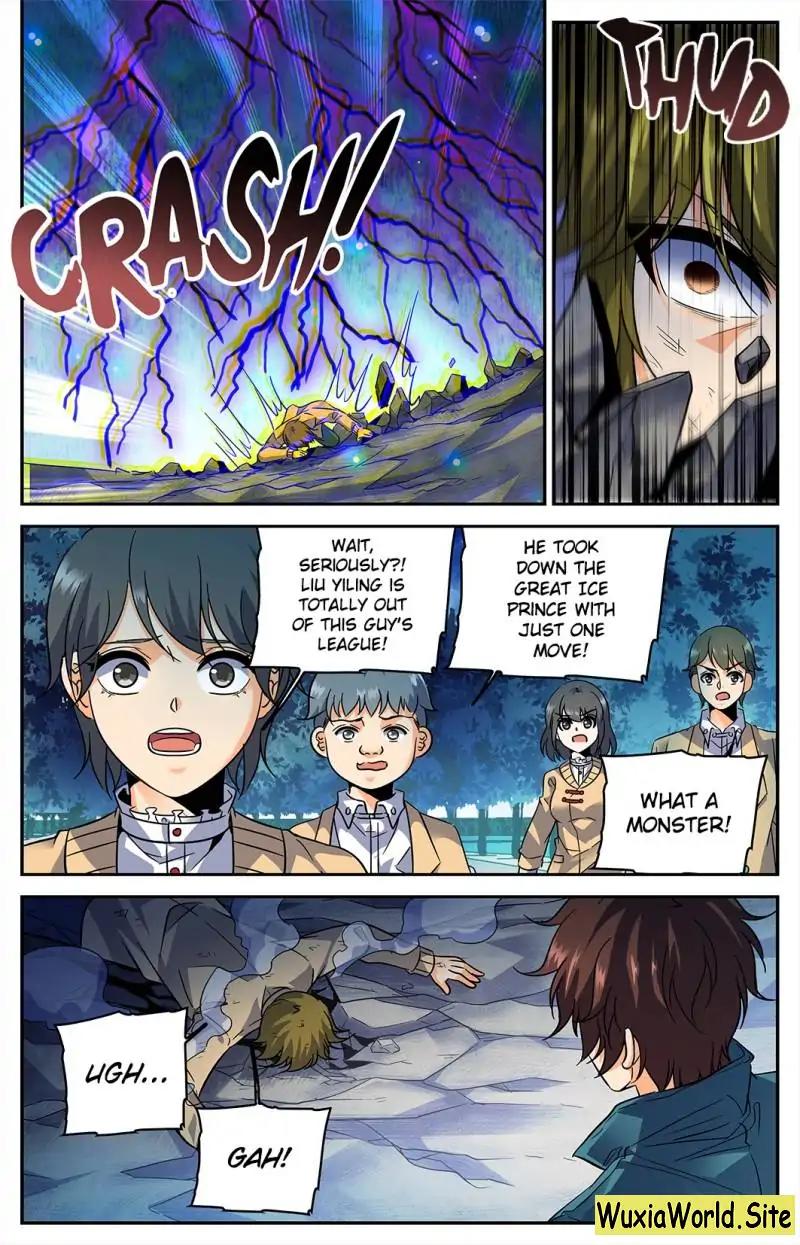 CRASH!
THUD
WAIT,
SERIOUSLY?!
LIU YILING IS
TOTALLY OUT
OF THIS GUY'S
LEAGUE!
HE TOOK
DOWN THE
GREAT ICE
PRINCE WITH
JUST ONE
MOVE!
WHAT A
MONSTER!
UGH...
GAH!
WuxiaWorld.Site